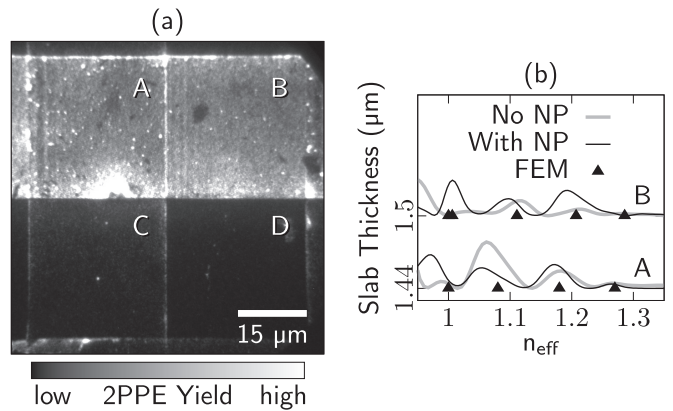 (a)
A
B
C
D
15 μm
low 2PPE Yield high
(b)
Slab Thickness (μm)
1.5
1.44
No NP
With NP
FEM
B
A
1 1.1 1.2 1.3
neff